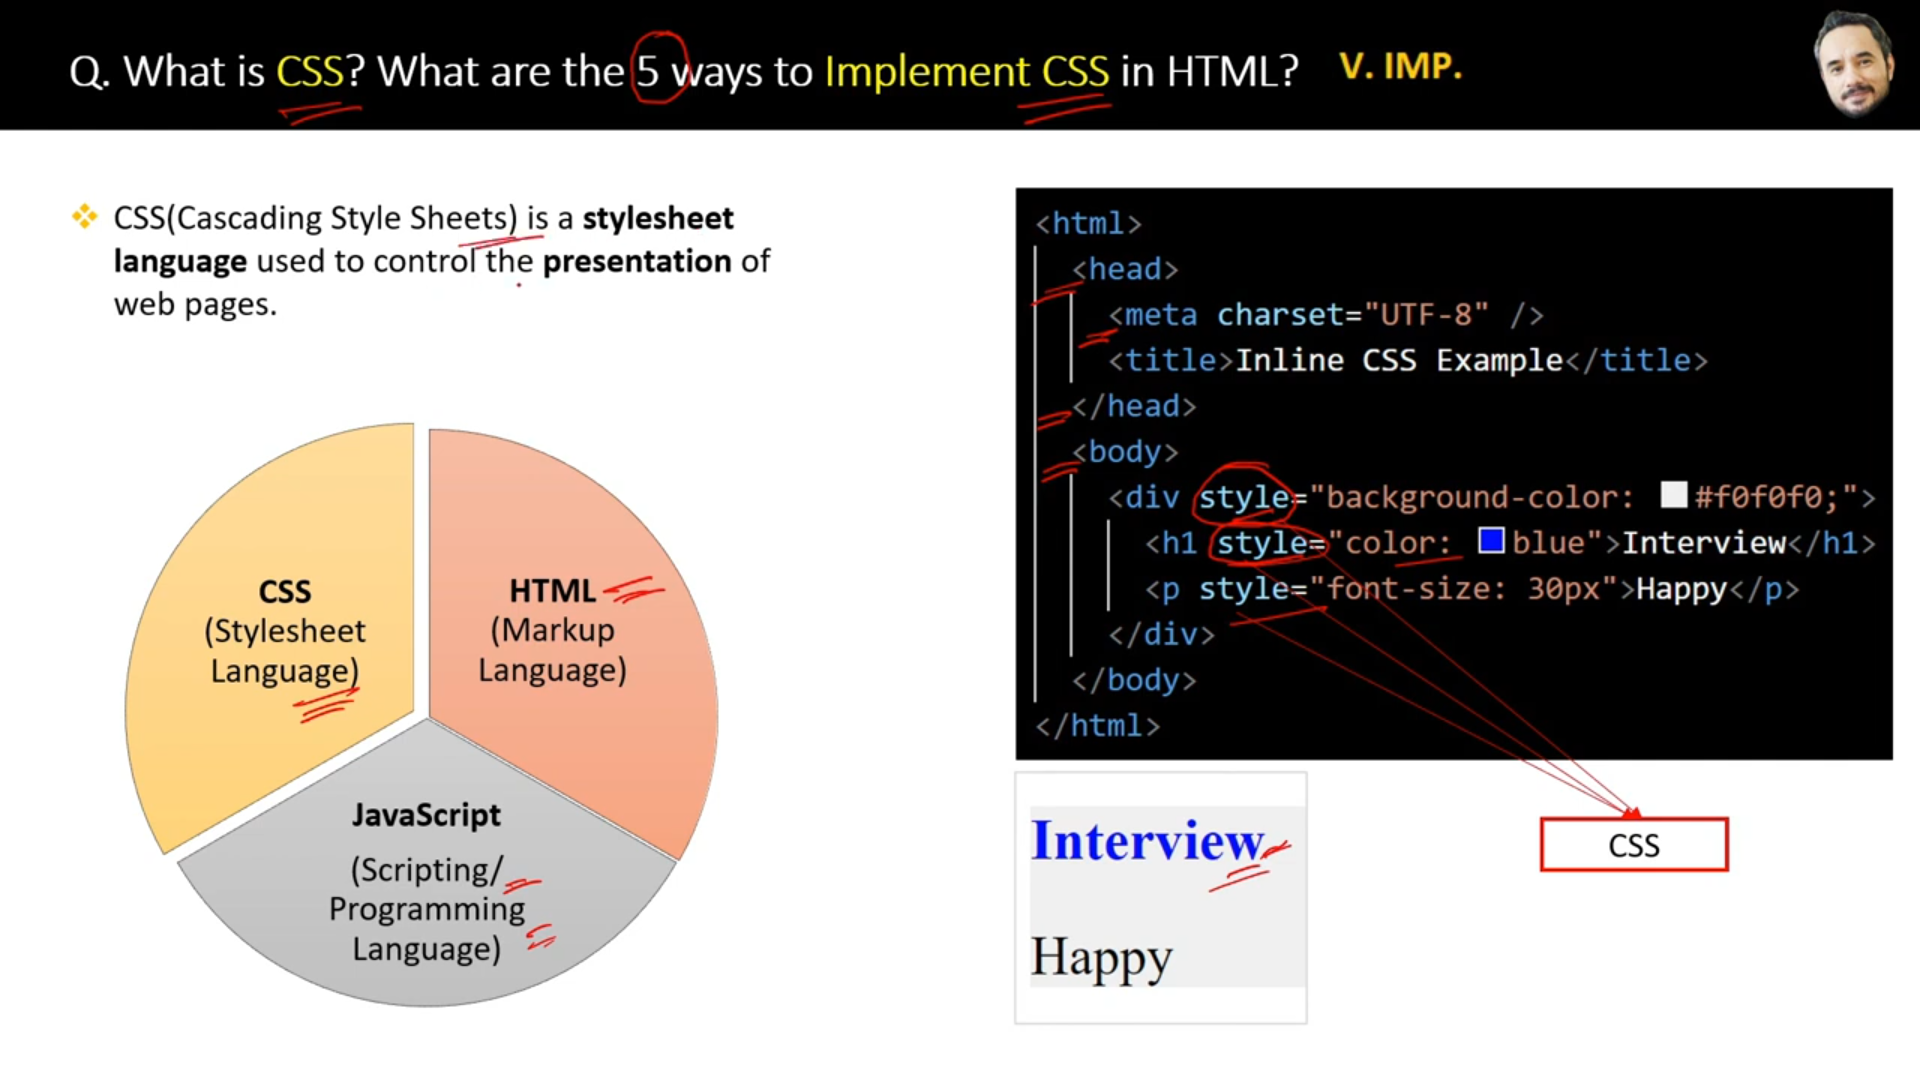 Q. What is CSS? What are the 5 ways to Implement CSS in HTML? V. IMP.
CSS(Cascading Style Sheets) is a stylesheet
language used to control the presentation of
web pages.
CSS
(Stylesheet
Language)
HTML
(Markup
Language)
JavaScript
(Scripting/
Programming
Language)
<html>
<head>
<meta charset="UTF-8" />
<title>Inline CSS Example</title>
</head>
<body>
<div style="background-color: #f0f0f0;">
<h1 style="color: blue">Interview</h1>
<p style="font-size: 30px">Happy</p>
</div>
</body>
</html>
Interview
Happy
CSS